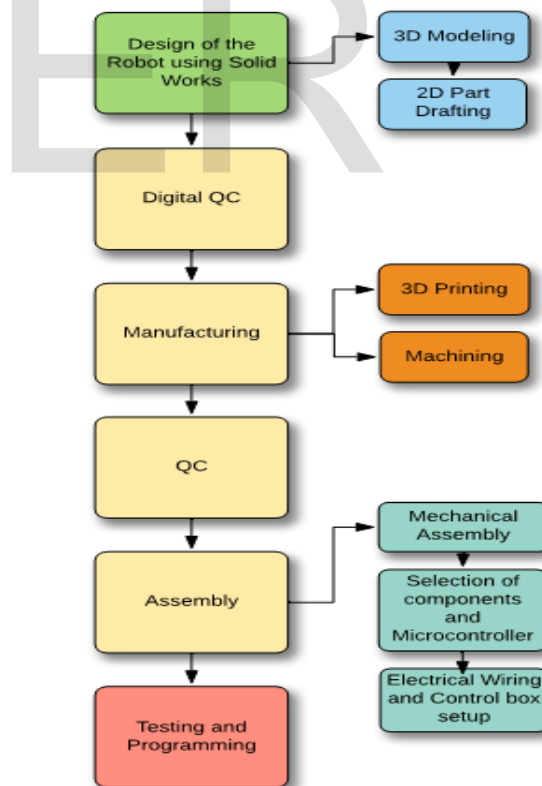 Design of the
Robot using Solid
Works
3D Modeling
2D Part
Drafting
Digital QC
Manufacturing
3D Printing
Machining
QC
Assembly
Mechanical
Assembly
Selection of
components
and
Microcontroller
Electrical Wiring
and Control box
setup
Testing and
Programming
ER